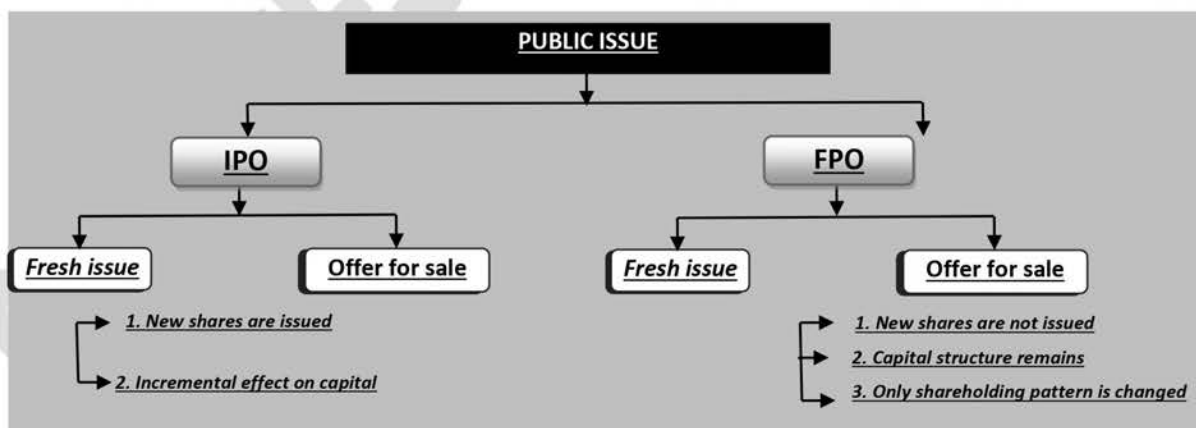 PUBLIC ISSUE
IPO
FPO
Fresh issue
Offer for sale
Fresh issue
Offer for sale
1. New shares are issued
2. Incremental effect on capital
1. New shares are not issued
2. Capital structure remains
3. Only shareholding pattern is changed